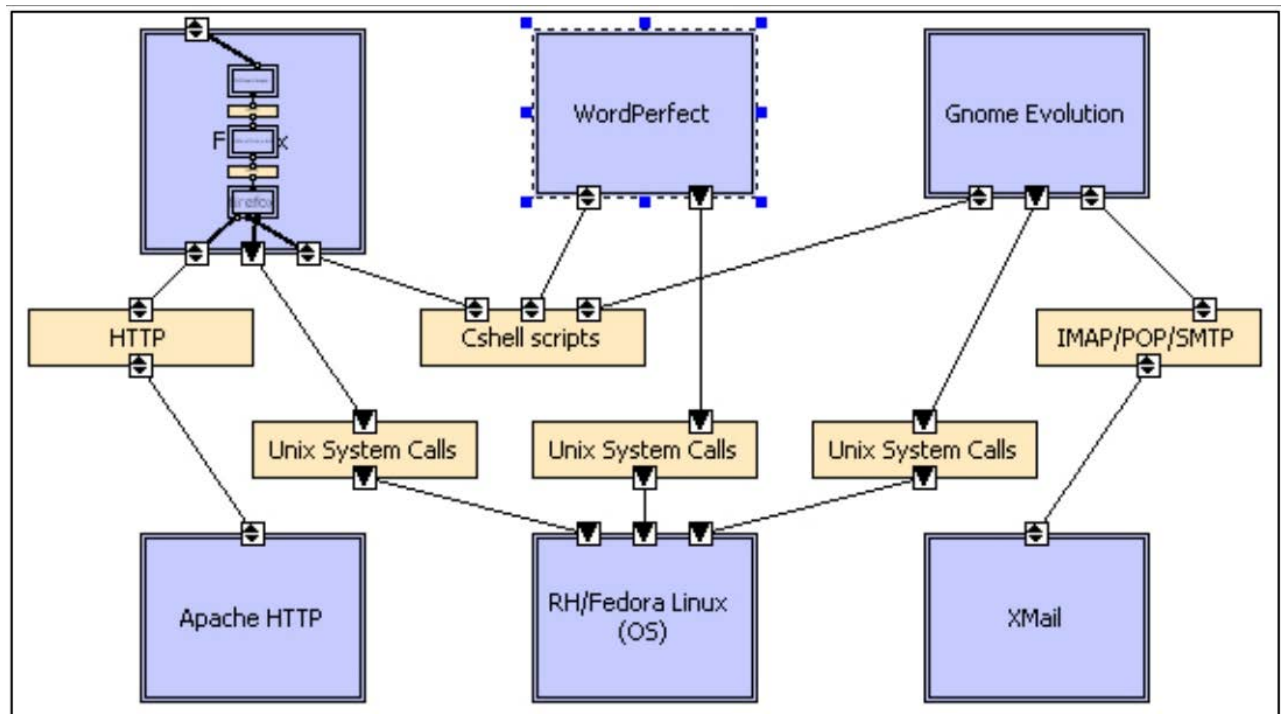 WordPerfect
Gnome Evolution
HTTP
Cshell scripts
IMAP/POP/SMTP
Unix System Calls
Unix System Calls
Unix System Calls
Apache HTTP
RH/Fedora Linux
(OS)
XMail